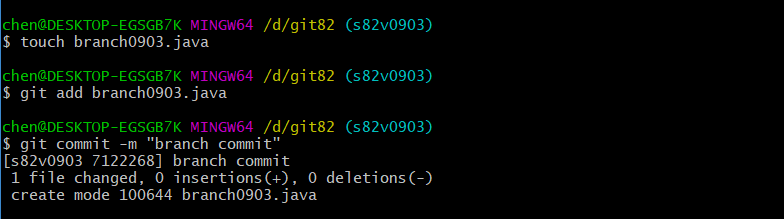 chen@DESKTOP-EGSGB7K MINGW64 /d/git82 (s82v0903)
$ touch branch0903.java
chen@DESKTOP-EGSGB7K MINGW64 /d/git82 (s82v0903)
$ git add branch0903.java
chen@DESKTOP-EGSGB7K MINGW64 /d/git82 (s82v0903)
$ git commit -m "branch commit"
[s82v0903 7122268] branch commit
1 file changed, 0 insertions(+), 0 deletions(-)
create mode 100644 branch0903.java